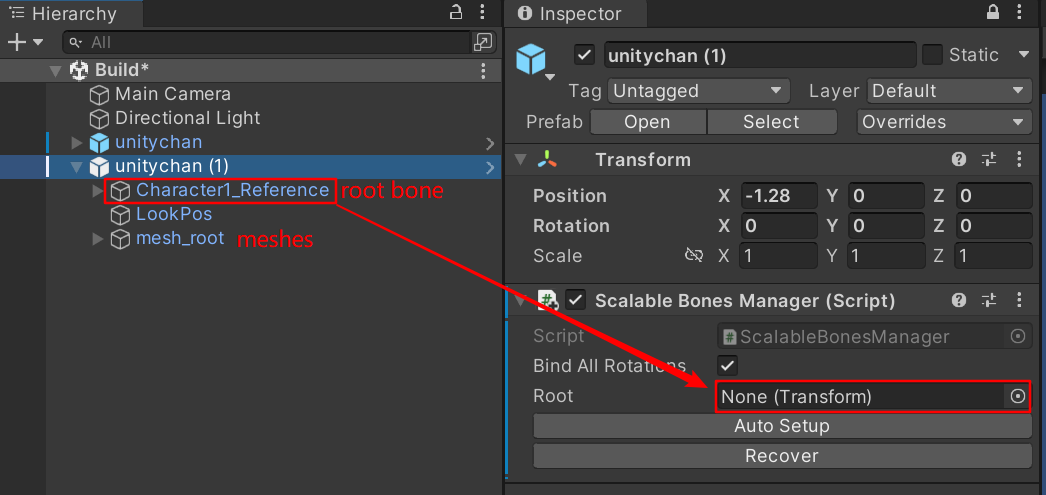 Hierarchy
All
Build*
Main Camera
Directional Light
unitychan
unitychan (1)
Character1_Reference root bone
LookPos
mesh_root meshes
Inspector
unitychan (1) Static
Tag Untagged Layer Default
Prefab Open Select Overrides
Transform
Position X -1.28 Y 0 Z 0
Rotation X 0 Y 0 Z 0
Scale X 1 Y 1 Z 1
# Scalable Bones Manager (Script)
Script # ScalableBonesManager
Bind All Rotations
Root None (Transform)
Auto Setup
Recover